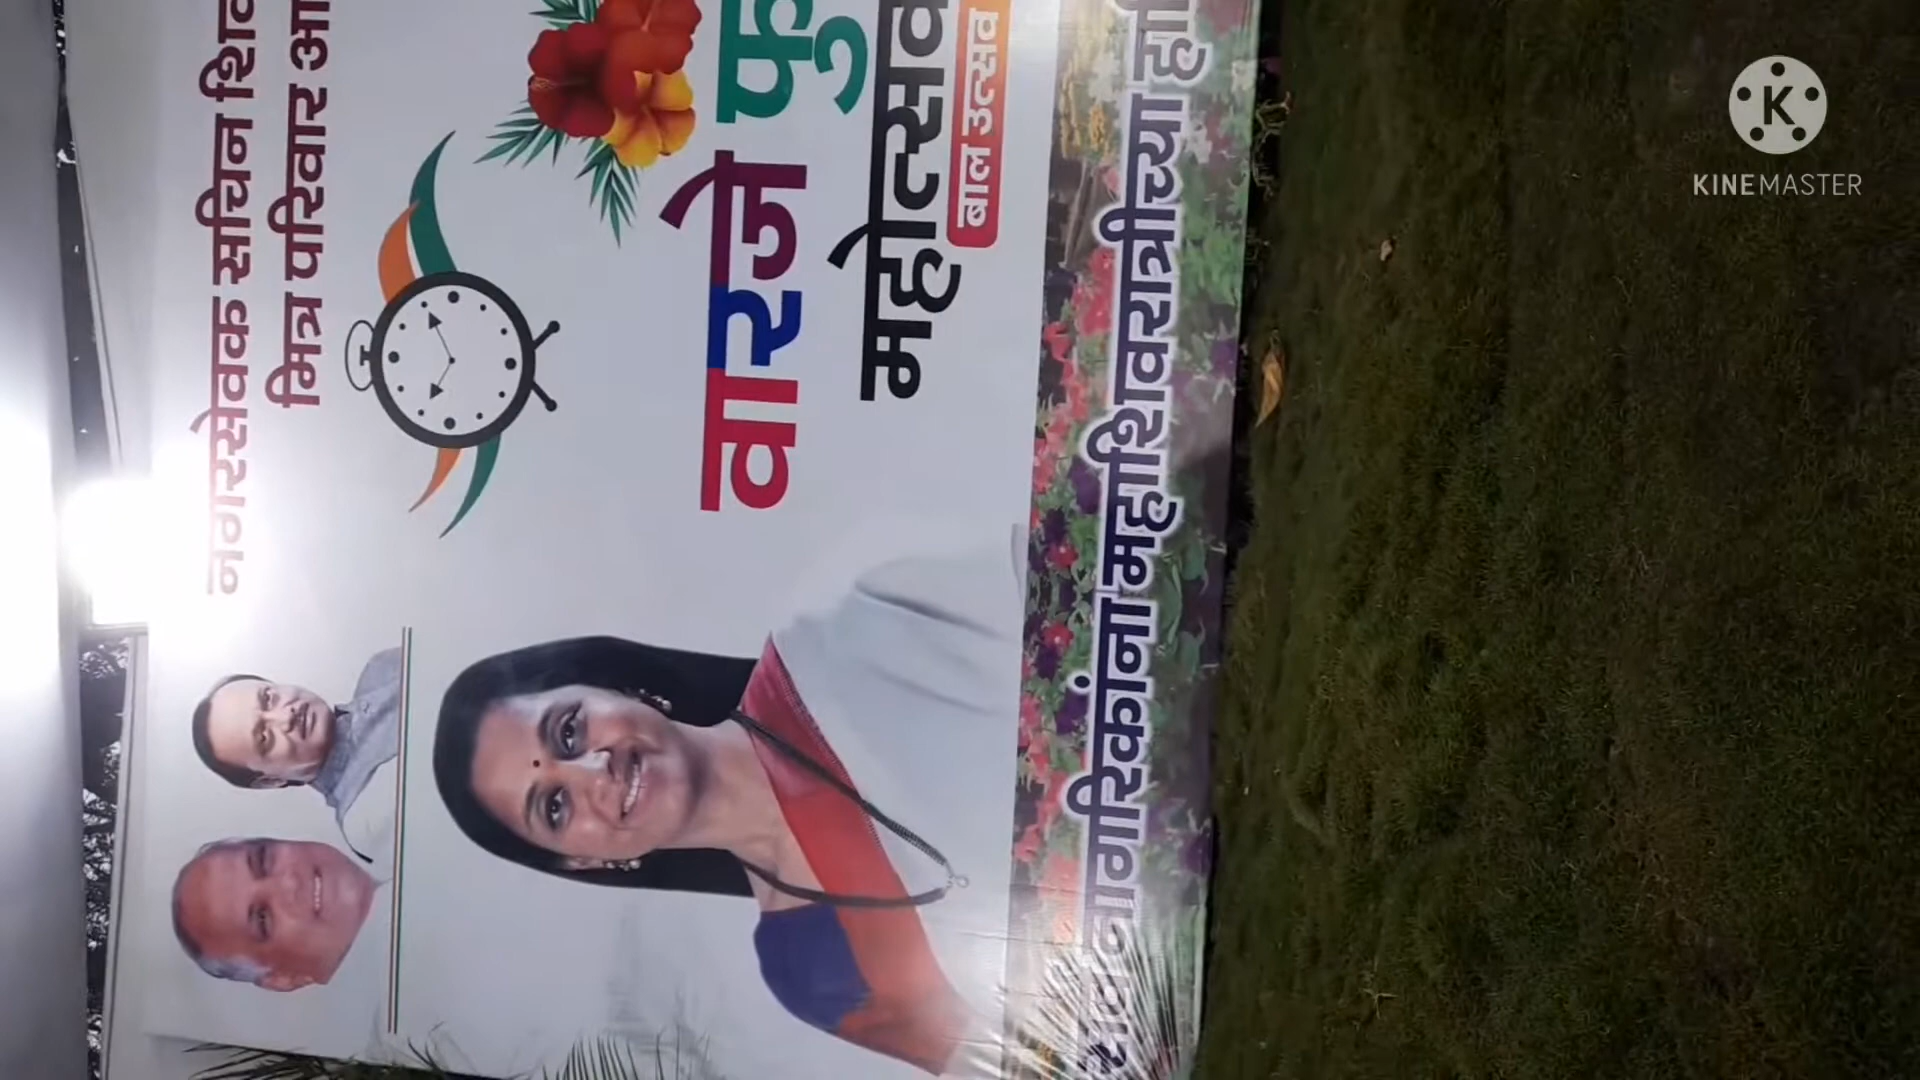 नगरसेवक सचिन
मित्र परिवार
वारजे
महोत्सव
बाल उत्सव
नागरिकांना महाशिवरात्रीच्या
KINEMASTER